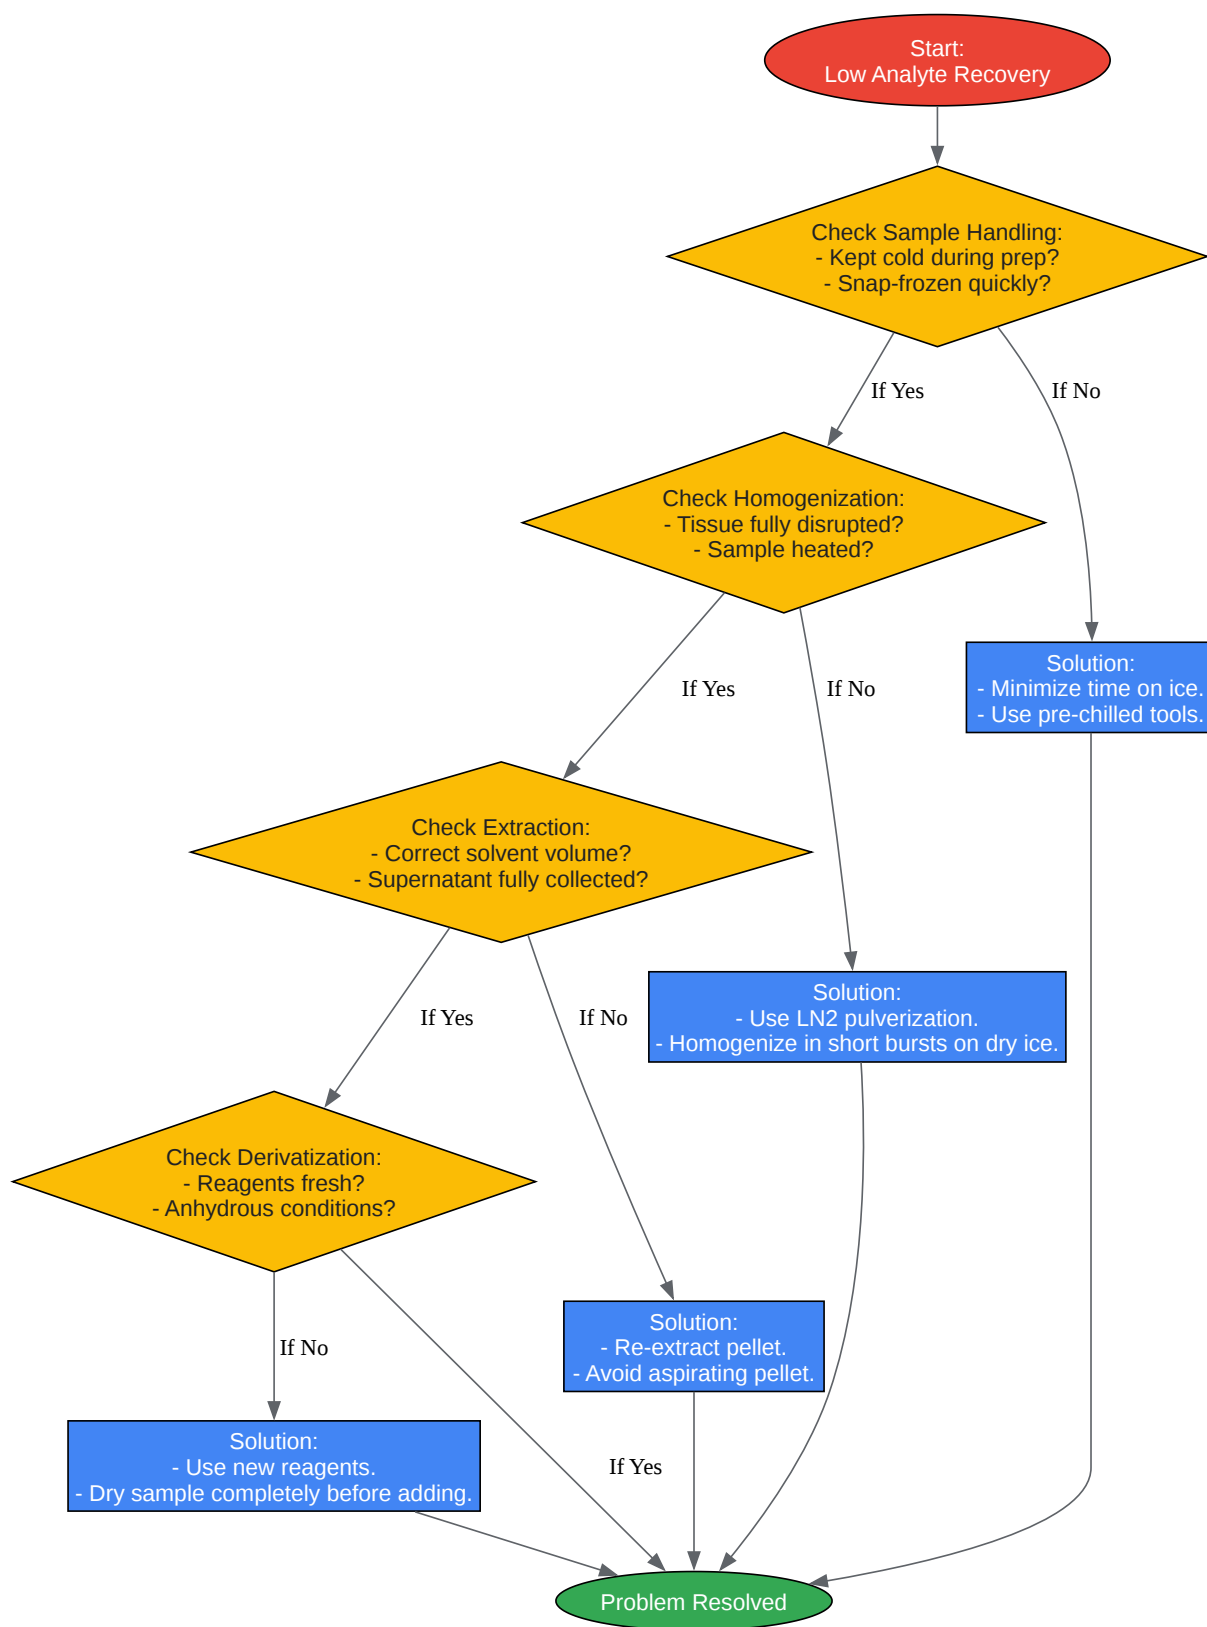 Start:
Low Analyte Recovery
Check Sample Handling:
- Kept cold during prep?
- Snap-frozen quickly?
If Yes
If No
Check Homogenization:
- Tissue fully disrupted?
- Sample heated?
If Yes
If No
Solution:
- Minimize time on ice.
- Use pre-chilled tools.
Check Extraction:
- Correct solvent volume?
- Supernatant fully collected?
If Yes
If No
Solution:
- Use LN2 pulverization.
- Homogenize in short bursts on dry ice.
Check Derivatization:
- Reagents fresh?
- Anhydrous conditions?
If No
Solution:
- Re-extract pellet.
- Avoid aspirating pellet.
Solution:
- Use new reagents.
- Dry sample completely before adding.
If Yes
Problem Resolved